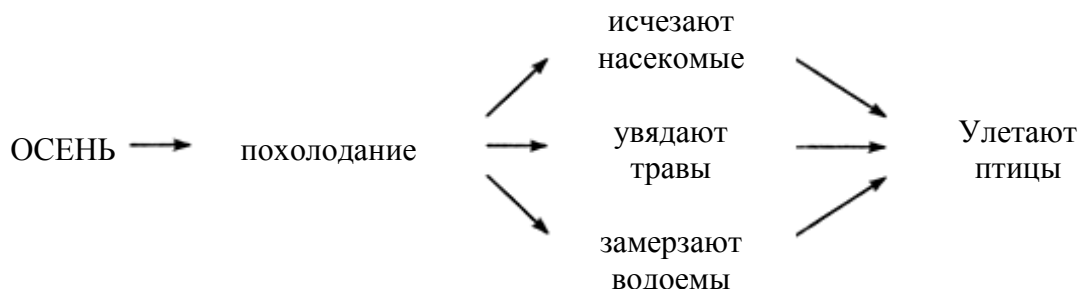 ОСЕНЬ
похолодание
исчезают
насекомые
увядают
травы
замерзают
водоемы
Улетают
птицы